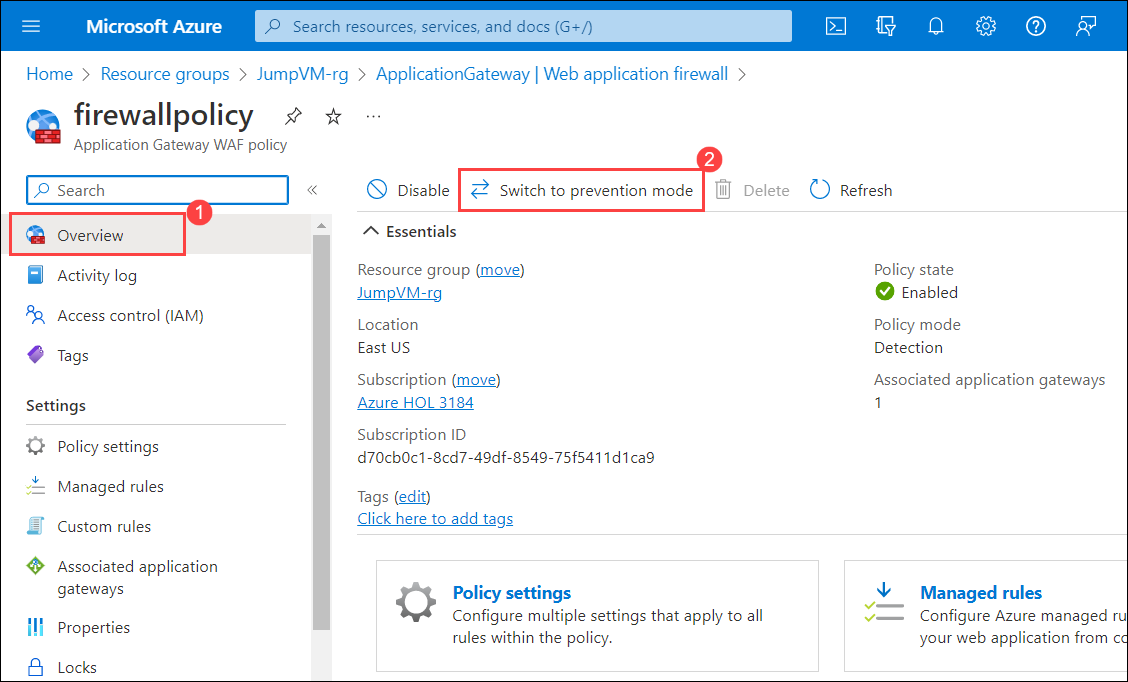 Microsoft Azure
Search resources, services, and docs (G+/)
Home > Resource groups > JumpVM-rg > ApplicationGateway | Web application firewall >
firewallpolicy
...
Application Gateway WAF policy
2
Search
«
Disable
Switch to prevention mode
Delete
Refresh
1
Overview
Activity log
Access control (IAM)
Tags
Settings
Policy settings
Managed rules
Custom rules
Associated application
gateways
Properties
Locks
Essentials
Resource group (move)
JumpVM-rg
Location
East US
Subscription (move)
Azure HOL 3184
Subscription ID
d70cb0c1-8cd7-49df-8549-75f5411d1ca9
Tags (edit)
Click here to add tags
Policy state
Enabled
Policy mode
Detection
Associated application gateways
1
Policy settings
Configure multiple settings that apply to all
rules within the policy.
Managed rules
Configure Azure managed ru
your web application from co